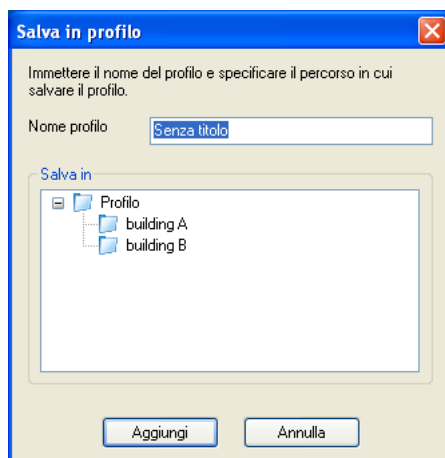 Salva in profilo
Immettere il nome del profilo e specificare il percorso in cui
salvare il profilo.
Nome profilo Senza titolo
Salva in
Profilo
building A
building B
Aggiungi Annulla